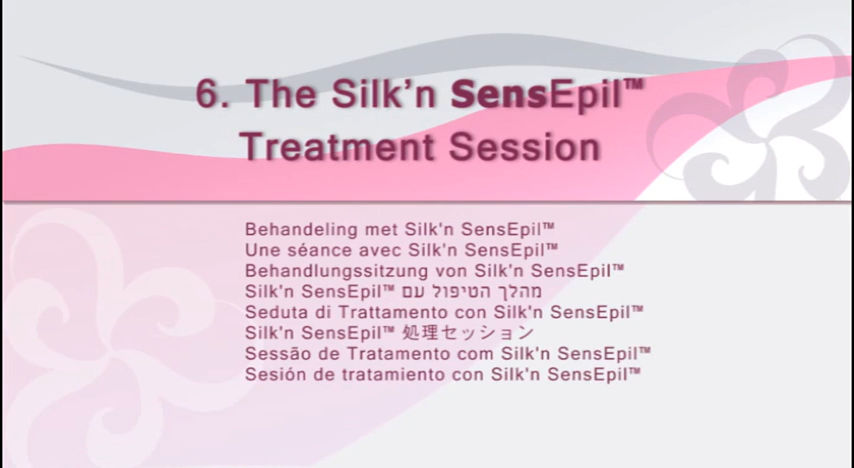 6. The Silk’n SensEpil™
Treatment Session
Behandeling met Silk'n SensEpil™
Une séance avec Silk'n SensEpil™
Behandlungssitzung von Silk'n SensEpil™
Silk'n SensEpil™ מהלך הטיפול עם
Seduta di Trattamento con Silk'n SensEpil™
Silk'n SensEpil™ 処理セッション
Sessão de Tratamento com Silk'n SensEpil™
Sesión de tratamiento con Silk'n SensEpil™